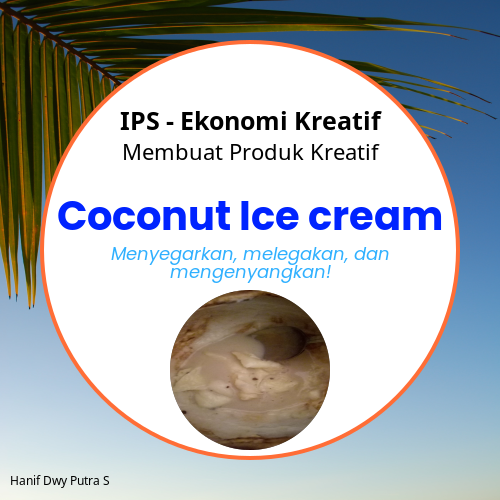 IPS - Ekonomi Kreatif
Membuat Produk Kreatif
Coconut Ice cream
Menyegarkan, melegakan, dan
mengenyangkan!
Hanif Dwy Putra S